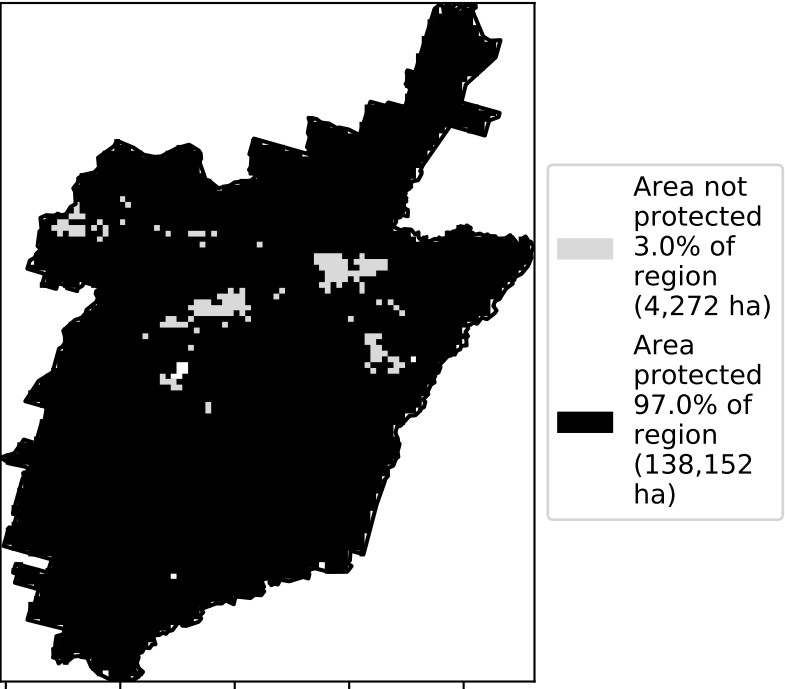 Area not
protected
3.0% of
region
(4,272 ha)
Area
protected
97.0% of
region
(138,152
ha)